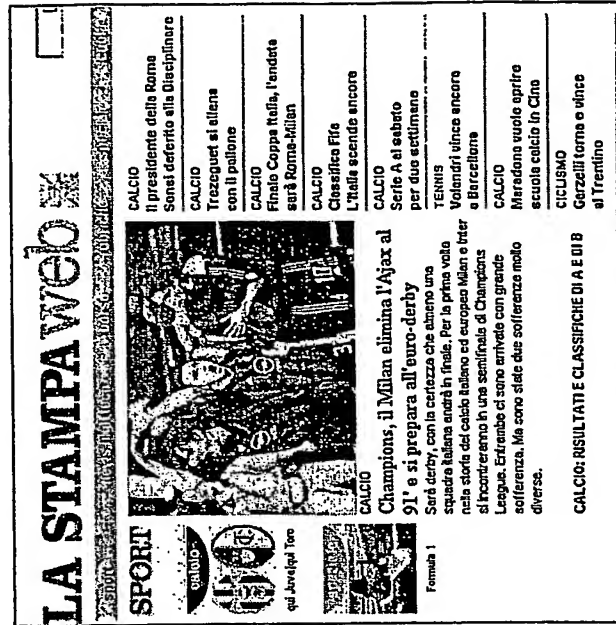 LA STAMPAweb
SPORT
calcio
qui Juve|qui Toro
Formula 1
CALCIO
Champions, il Milan elimina l'Ajax al
91' e si prepara all'euro-derby
Sarà derby, con la certezza che almeno una
squadra italiana andrà in finale. Per la prima volta
nella storia del calcio italiano ed europeo Milan e Inter
si incontreranno in una semifinale di Champions
League. Entrambe ci sono arrivate con grande
sofferenza. Ma sono state due sofferenze molto
diverse.
CALCIO: RISULTATI E CLASSIFICHE DI A E DI B
CALCIO
Il presidente della Roma
Sensi deferito alla Disciplinare
CALCIO
Trezeguet si allena
con il pallone
CALCIO
Finale Coppa Italia, l'andata
sarà Roma-Milan
CALCIO
Classifica Fifa
L'Italia scende ancora
CALCIO
Serie A al sabato
per due settimane
TENNIS
Volandri vince ancora
a Barcellona
CALCIO
Maradona vuole aprire
scuola calcio in Cina
CICLISMO
Garzelli torna e vince
al Trentino